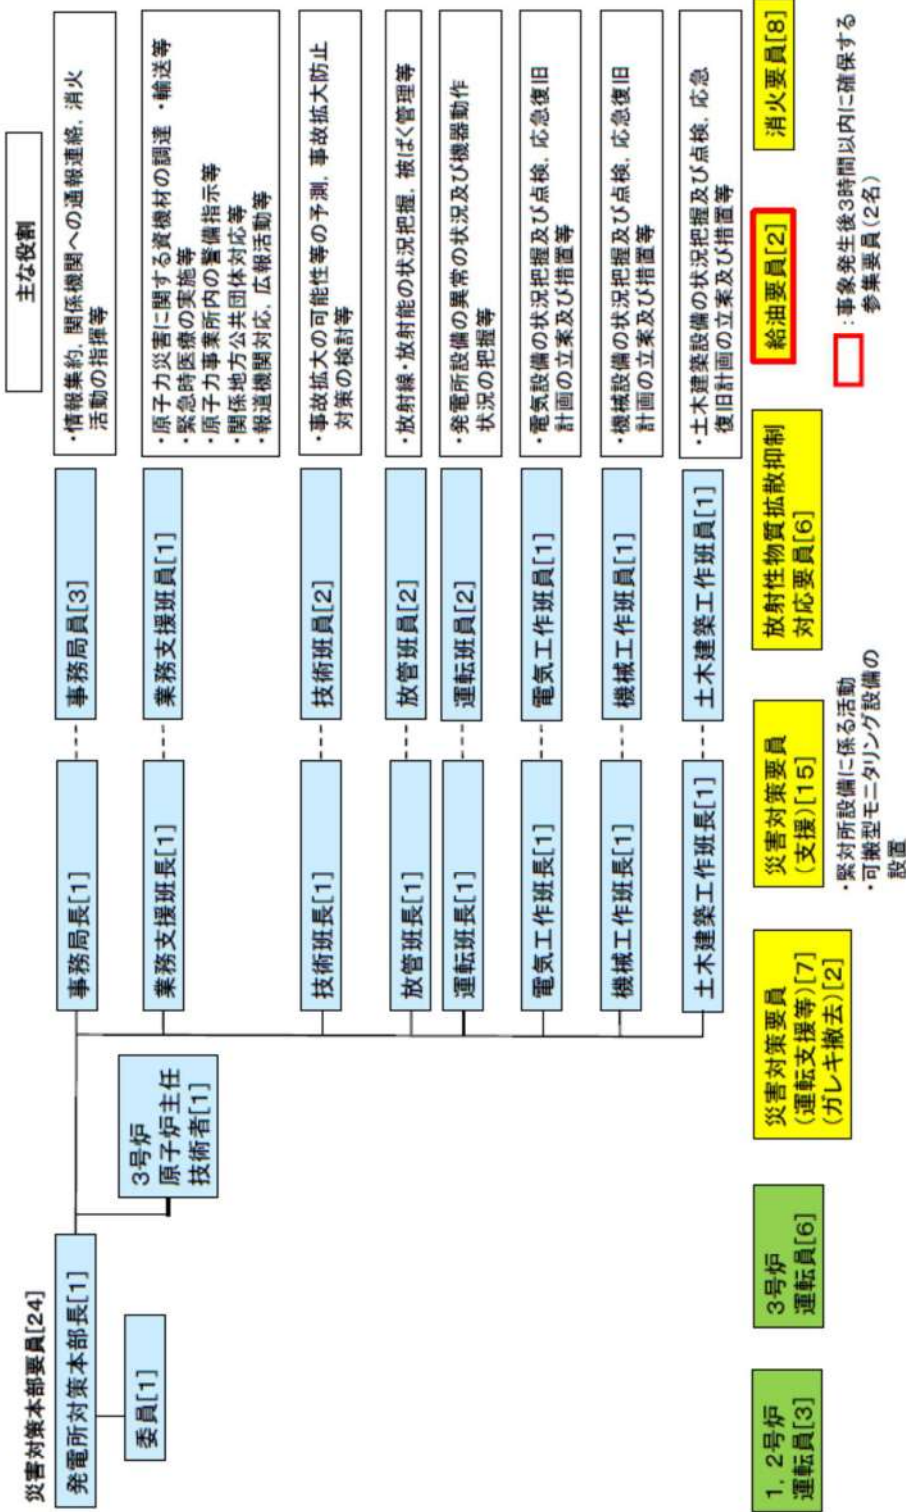 災害対策本部要員[24]
主な役割
発電所対策本部長[1]
委員[1]
3号炉
原子炉主任
技術者[1]
事務局長[1]
事務局員[3]
・情報集約，関係機関への通報連絡，消火
活動の指揮等
業務支援班長[1]
業務支援班員[1]
・原子力災害に関する資機材の調達・輸送等
・緊急時医療の実施等
・原子力事業所内の警備指示等
・関係地方公共団体対応等
・報道機関対応，広報活動等
技術班長[1]
技術班員[2]
・事故拡大の可能性等の予測，事故拡大防止
対策の検討等
放管班長[1]
放管班員[2]
・放射線・放射能の状況把握，被ばく管理等
運転班長[1]
運転班員[2]
・発電所設備の異常の状況及び機器動作
状況の把握等
電気工作班長[1]
電気工作班員[1]
・電気設備の状況把握及び点検，応急復旧
計画の立案及び措置等
機械工作班長[1]
機械工作班員[1]
・機械設備の状況把握及び点検，応急復旧
計画の立案及び措置等
土木建築工作班長[1]
土木建築工作班員[1]
・土木建築設備の状況把握及び点検，応急
復旧計画の立案及び措置等
1，2号炉
運転員[3]
3号炉
運転員[6]
災害対策要員
(運転支援等)[7]
(ガレキ撤去)[2]
災害対策要員
(支援)[15]
・緊対所設備に係る活動
・可搬型モニタリング設備の
設置
放射性物質拡散抑制
対応要員[6]
給油要員[2]
消火要員[8]
：事象発生後3時間以内に確保する
参集要員(2名)